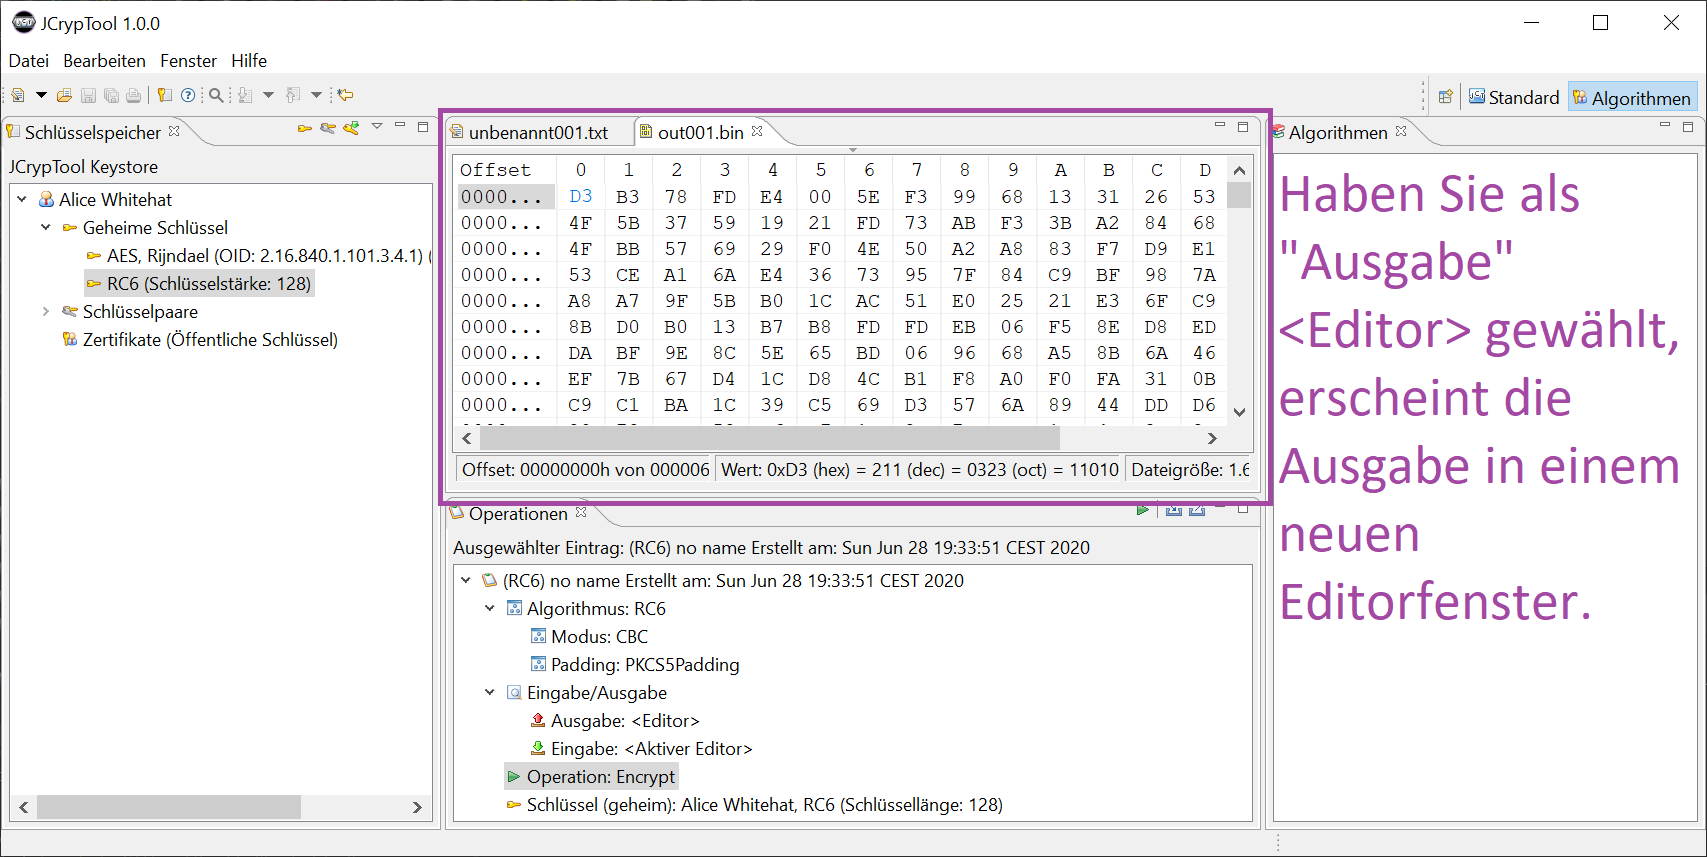 JCrypTool 1.0.0
Datei Bearbeiten Fenster Hilfe
Standard Algorithmen
Schlüsselspeicher
JCrypTool Keystore
Alice Whitehat
Geheime Schlüssel
AES, Rijndael (OID: 2.16.840.1.101.3.4.1) (
RC6 (Schlüsselstärke: 128)
Schlüsselpaare
Zertifikate (Öffentliche Schlüssel)
unbenannt001.txt out001.bin
Offset 0 1 2 3 4 5 6 7 8 9 A B C D
0000... D3 B3 78 FD E4 00 5E F3 99 68 13 31 26 53
0000... 4F 5B 37 59 19 21 FD 73 AB F3 3B A2 84 68
0000... 4F BB 57 69 29 F0 4E 50 A2 A8 83 F7 D9 E1
0000... 53 CE A1 6A E4 36 73 95 7F 84 C9 BF 98 7A
0000... A8 A7 9F 5B B0 1C AC 51 E0 25 21 E3 6F C9
0000... 8B D0 B0 13 B7 B8 FD FD EB 06 F5 8E D8 ED
0000... DA BF 9E 8C 5E 65 BD 06 96 68 A5 8B 6A 46
0000... EF 7B 67 D4 1C D8 4C B1 F8 A0 F0 FA 31 0B
0000... C9 C1 BA 1C 39 C5 69 D3 57 6A 89 44 DD D6
Offset: 00000000h von 000006 Wert: 0xD3 (hex) = 211 (dec) = 0323 (oct) = 11010 Dateigröße: 1.6
Operationen
Ausgewählter Eintrag: (RC6) no name Erstellt am: Sun Jun 28 19:33:51 CEST 2020
(RC6) no name Erstellt am: Sun Jun 28 19:33:51 CEST 2020
Algorithmus: RC6
Modus: CBC
Padding: PKCS5Padding
Eingabe/Ausgabe
Ausgabe: <Editor>
Eingabe: <Aktiver Editor>
Operation: Encrypt
Schlüssel (geheim): Alice Whitehat, RC6 (Schlüssellänge: 128)
Algorithmen
Haben Sie als
"Ausgabe"
<Editor> gewählt,
erscheint die
Ausgabe in einem
neuen
Editorfenster.